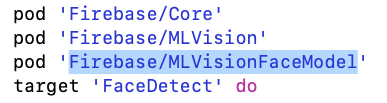 pod 'Firebase/Core'
pod 'Firebase/MLVision'
pod 'Firebase/MLVisionFaceModel'
target 'FaceDetect' do